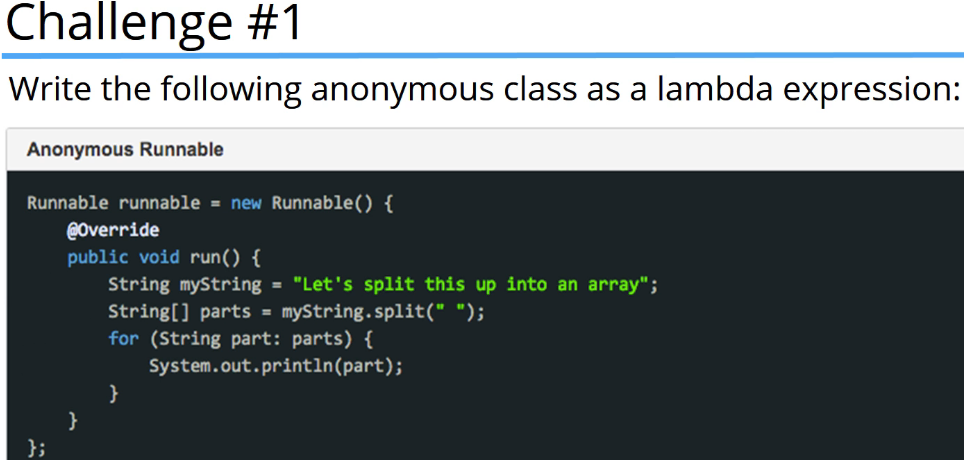 Challenge #1
Write the following anonymous class as a lambda expression:
Anonymous Runnable
Runnable runnable = new Runnable() {
    @Override
    public void run() {
        String myString = "Let's split this up into an array";
        String[] parts = myString.split(" ");
        for (String part: parts) {
            System.out.println(part);
        }
    }
};